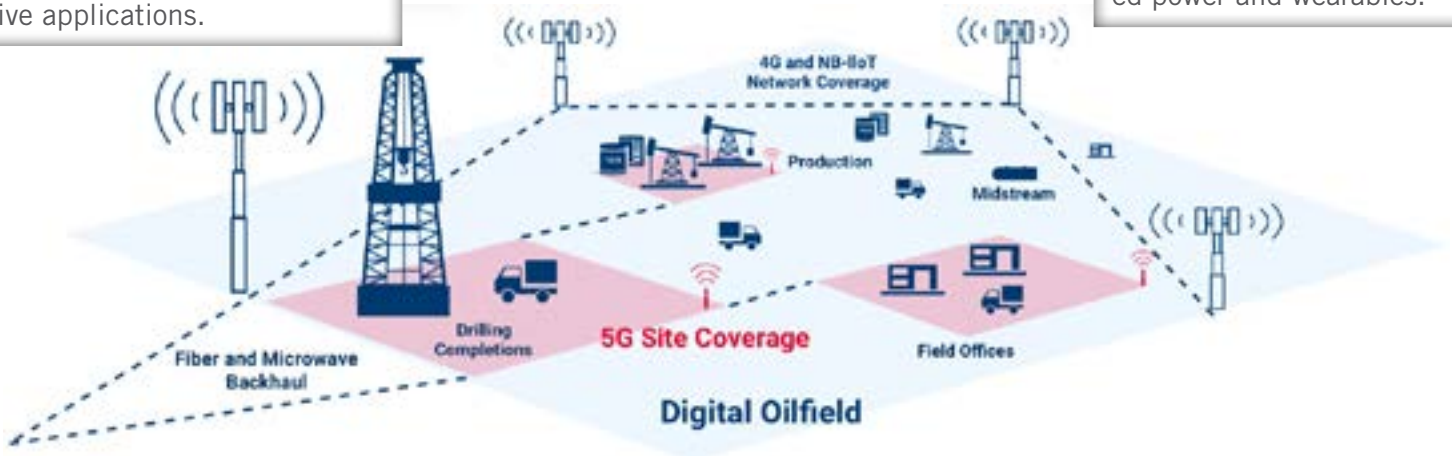 ive applications.
ed power and wearables.
4G and NB-IIoT
Network Coverage
Production
Midstream
Drilling
Completions
5G Site Coverage
Field Offices
Fiber and Microwave
Backhaul
Digital Oilfield